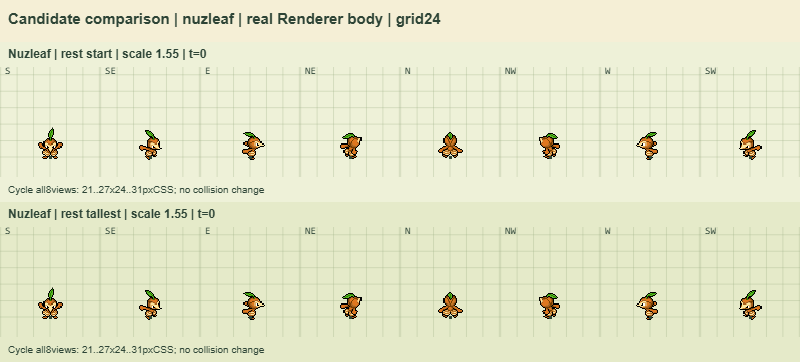 Candidate comparison | nuzleaf | real Renderer body | grid24
Nuzleaf | rest start | scale 1.55 | t=0
S SE E NE N NW W SW
Cycle all8views: 21..27x24..31pxCSS; no collision change
Nuzleaf | rest tallest | scale 1.55 | t=0
S SE E NE N NW W SW
Cycle all8views: 21..27x24..31pxCSS; no collision change